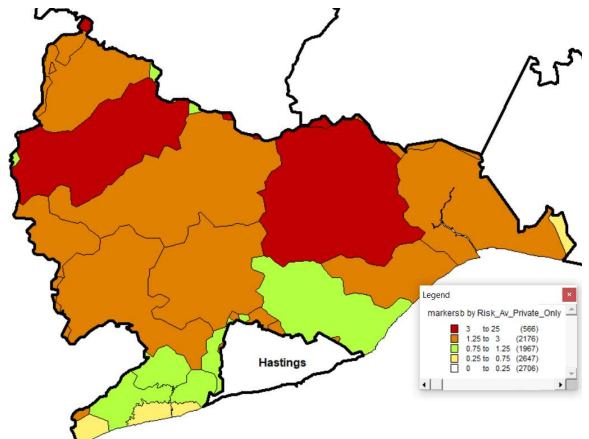 Hastings
Legend
markersb by Risk_Av_Private_Only
3 to 25 (566)
1.25 to 3 (2176)
0.75 to 1.25 (1967)
0.25 to 0.75 (2647)
0 to 0.25 (2706)